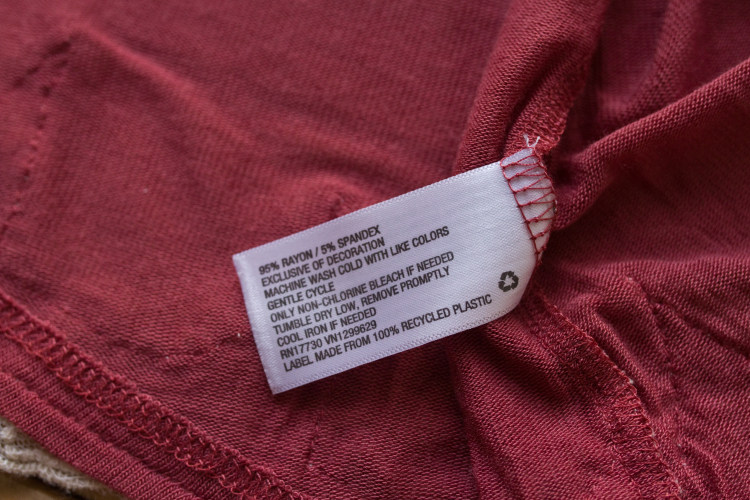 95% RAYON / 5% SPANDEX
EXCLUSIVE OF DECORATION
MACHINE WASH COLD WITH LIKE COLORS
GENTLE CYCLE
ONLY NON-CHLORINE BLEACH IF NEEDED
TUMBLE DRY LOW, REMOVE PROMPTLY
COOL IRON IF NEEDED
RN17730 VN1299629
LABEL MADE FROM 100% RECYCLED PLASTIC